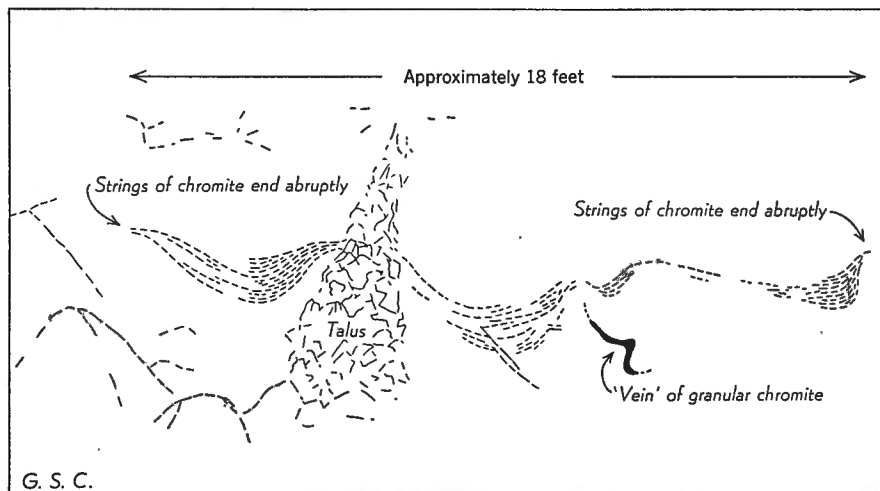 Approximately 18 feet
Strings of chromite end abruptly
Strings of chromite end abruptly
Talus
'Vein' of granular chromite
G. S. C.